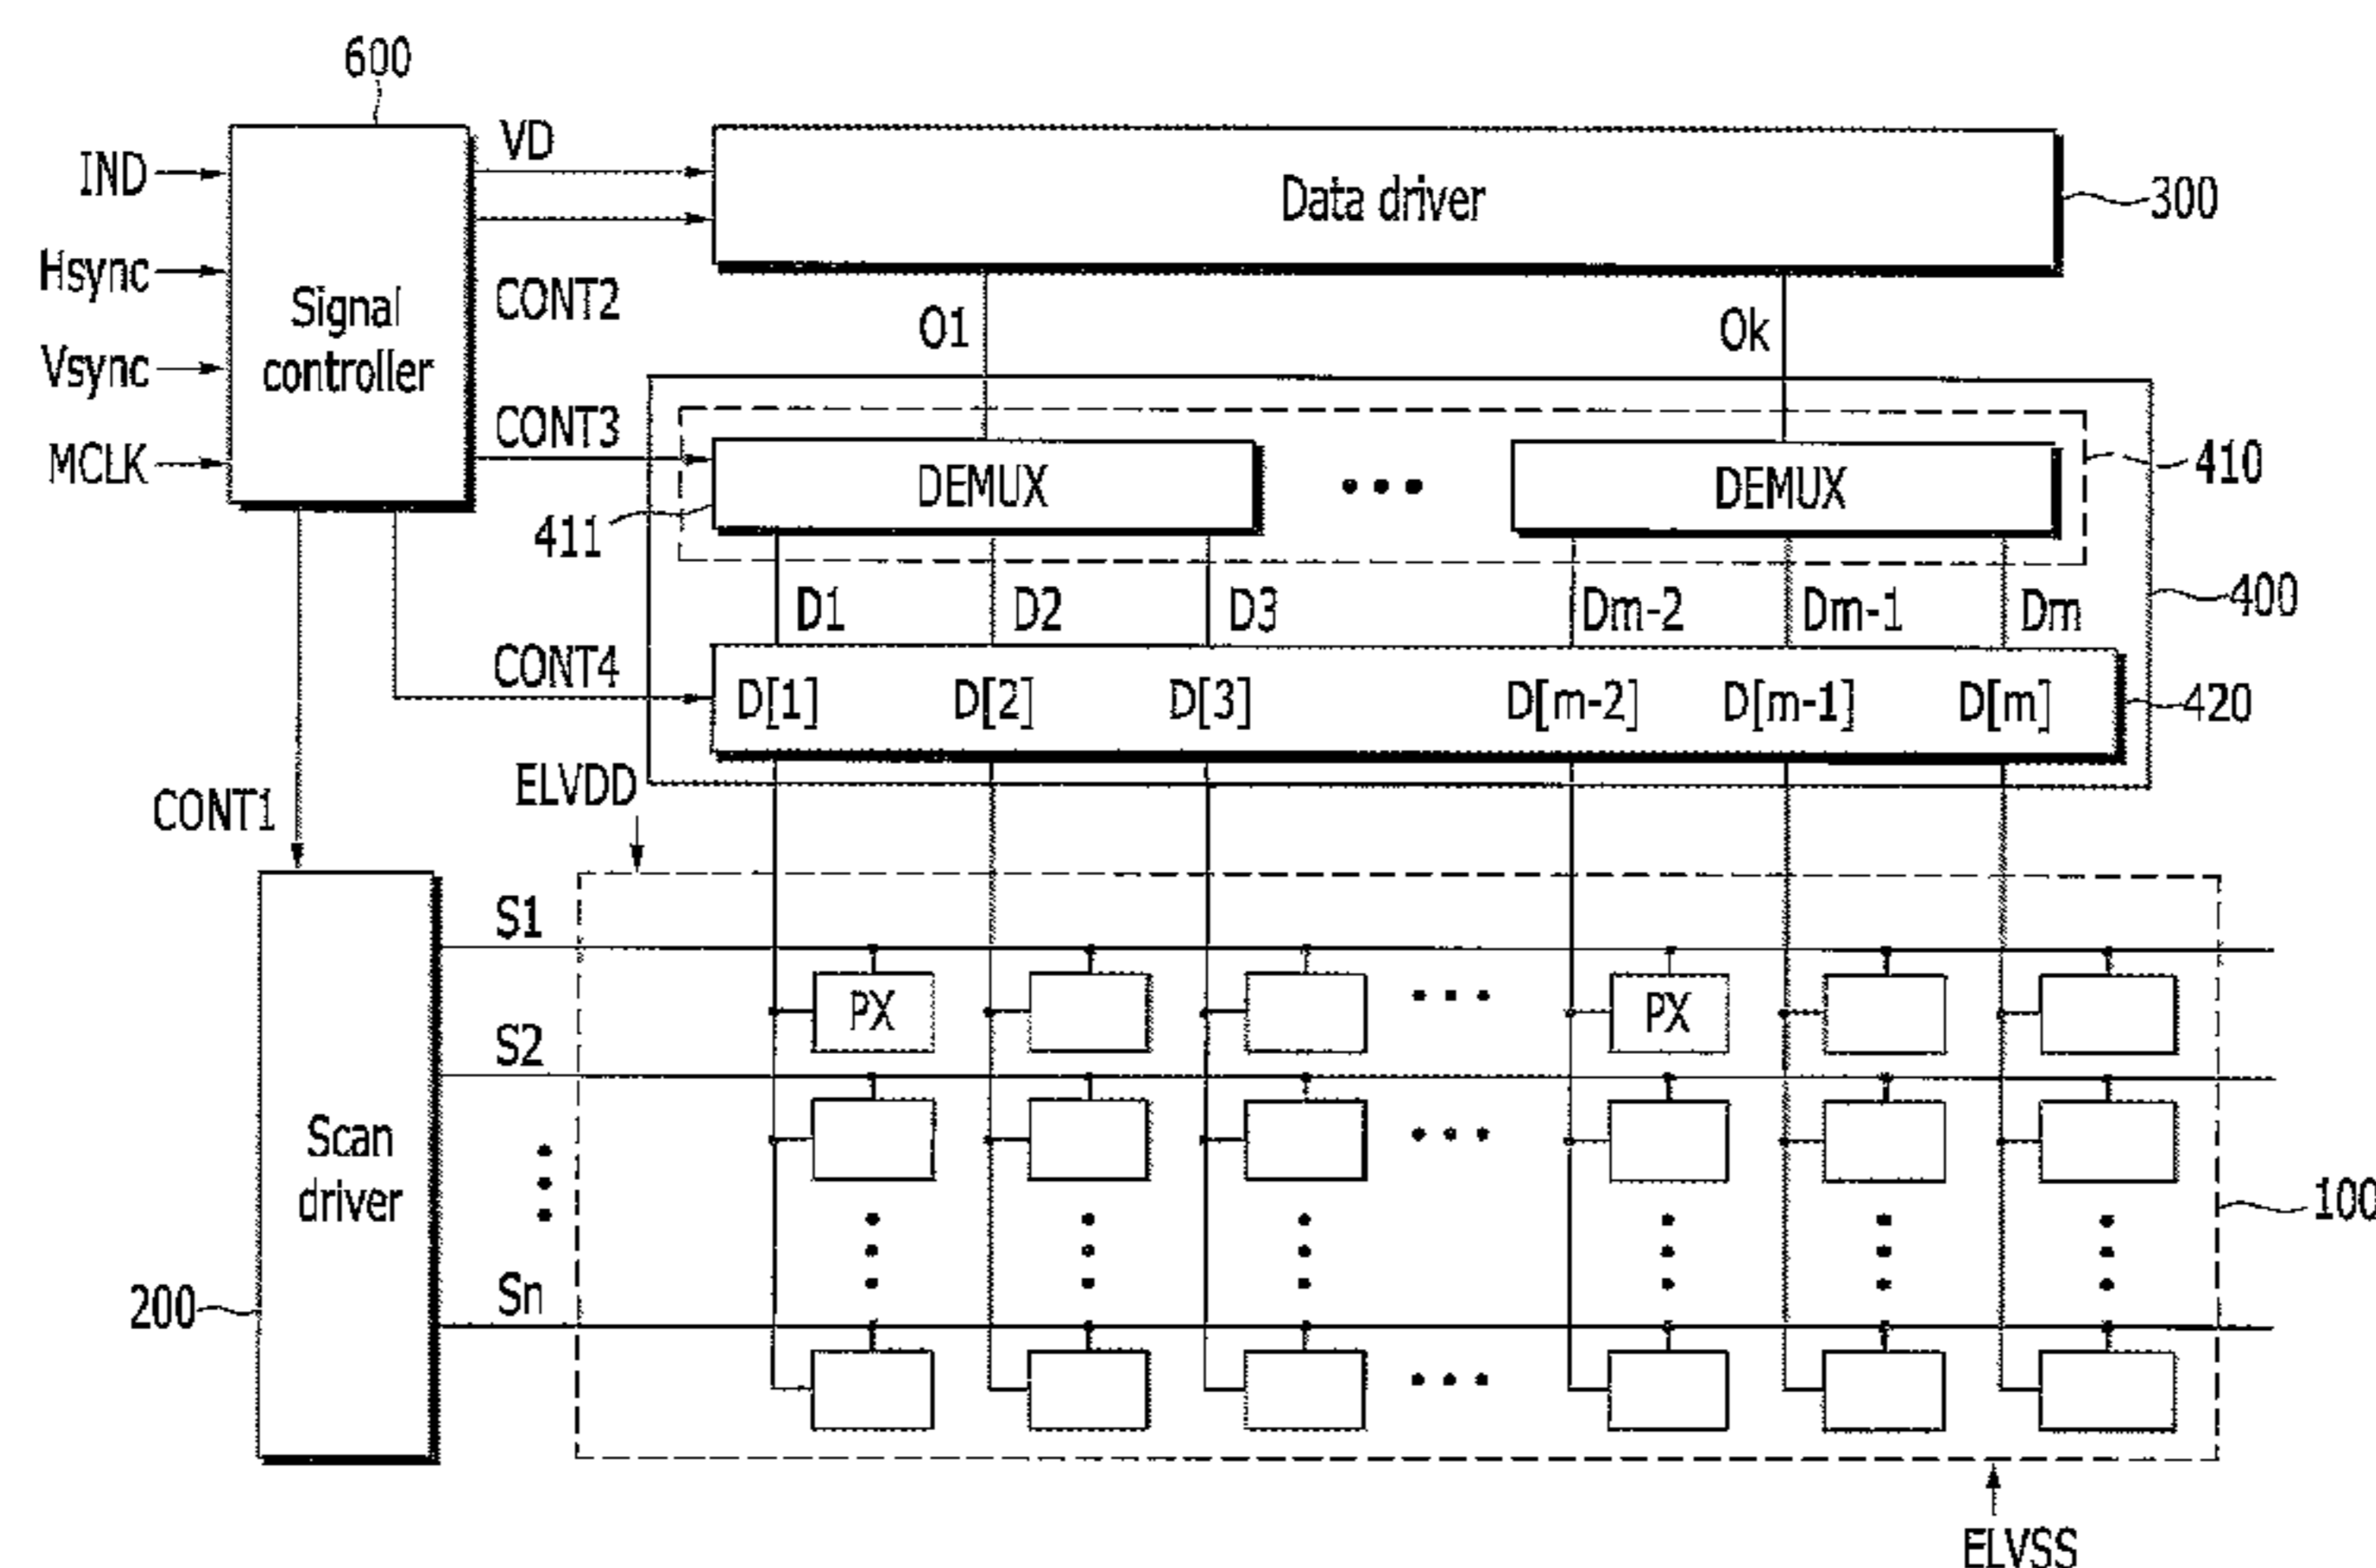 600
IND
Hsync
Vsync
MCLK
Signal
controller
VD
CONT2
Data driver
300
O1
Ok
CONT3
DEMUX
DEMUX
410
411
D1
D2
D3
Dm-2
Dm-1
Dm
400
CONT4
D[1]
D[2]
D[3]
D[m-2]
D[m-1]
D[m]
420
ELVDD
CONT1
S1
PX
PX
S2
Scan
driver
100
200
Sn
ELVSS